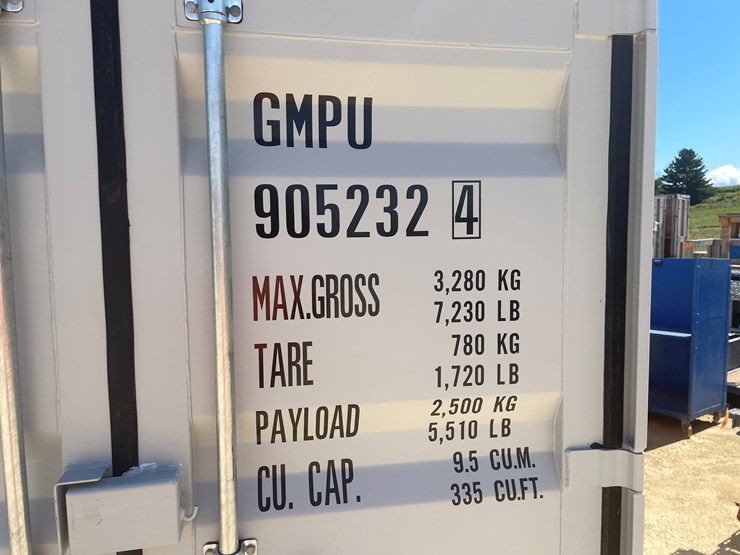 GMPU
905232 4
MAX.GROSS 3,280 KG
7,230 LB
TARE 780 KG
1,720 LB
PAYLOAD 2,500 KG
5,510 LB
CU. CAP. 9.5 CU.M.
335 CU.FT.